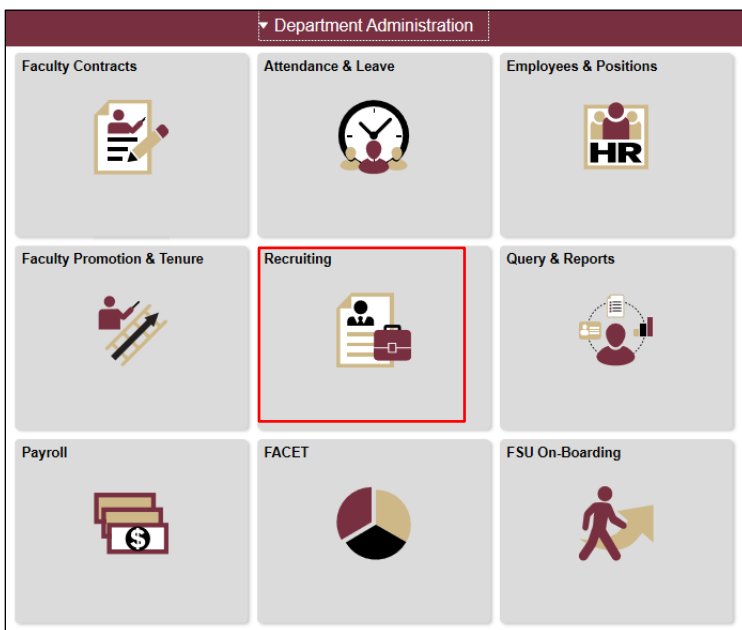 Department Administration
Faculty Contracts
Attendance & Leave
Employees & Positions
HR
Faculty Promotion & Tenure
Recruiting
Query & Reports
Payroll
$
FACET
FSU On-Boarding